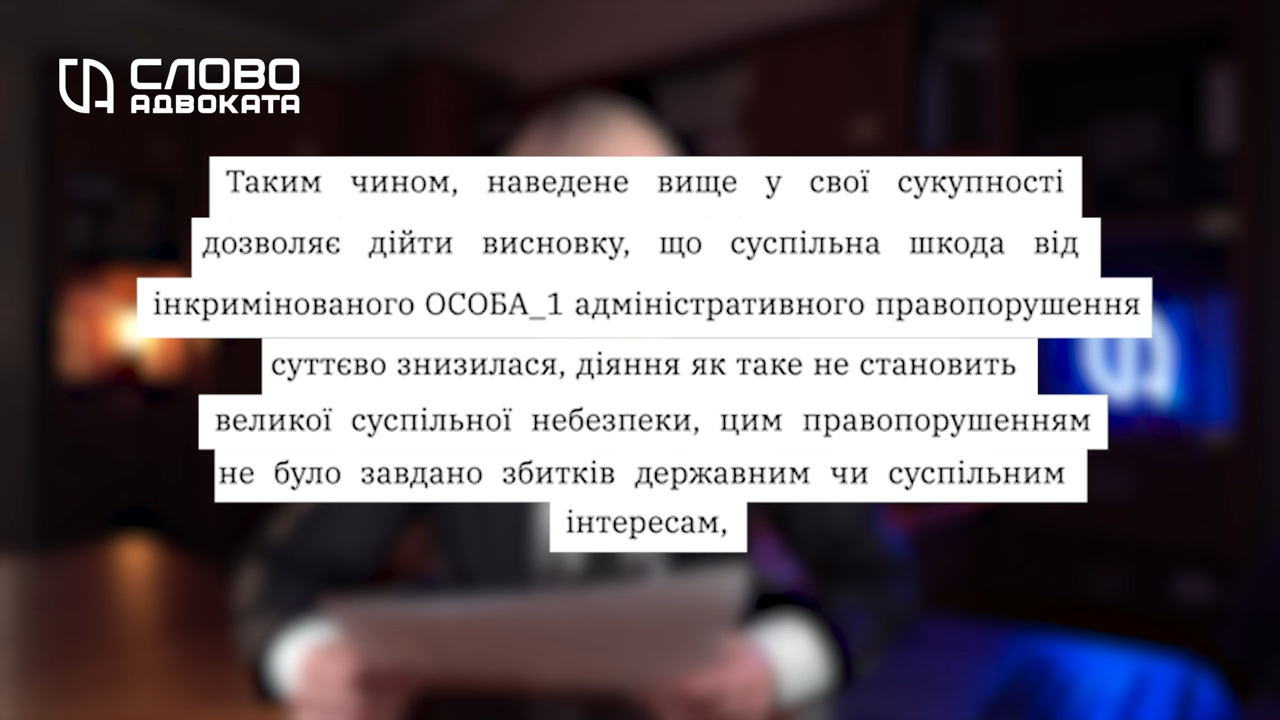 СЛОВО
АДВОКАТА
Таким чином, наведене вище у свої сукупності
дозволяє дійти висновку, що суспільна шкода від
інкримінованого ОСОБА_1 адміністративного правопорушення
суттєво знизилася, діяння як таке не становить
великої суспільної небезпеки, цим правопорушенням
не було завдано збитків державним чи суспільним
інтересам,